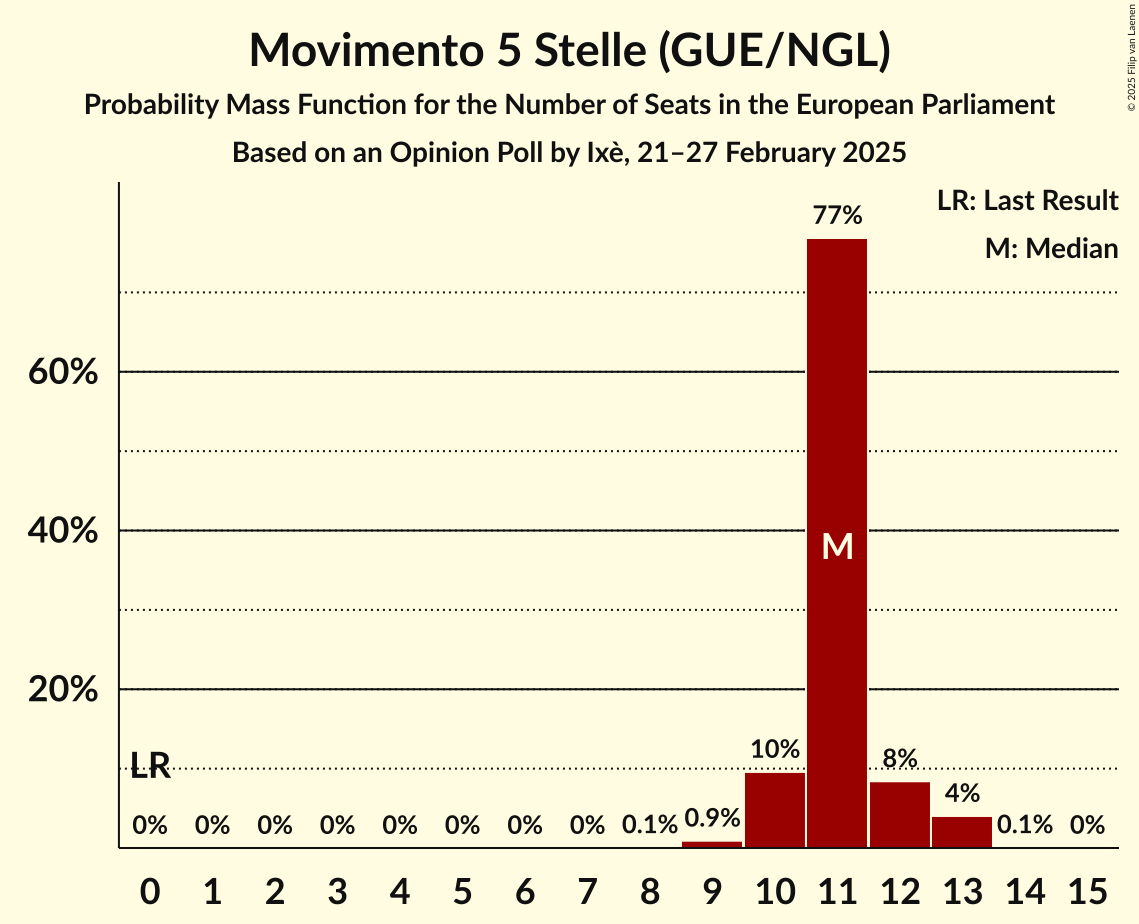 Movimento 5 Stelle (GUE/NGL)
Probability Mass Function for the Number of Seats in the European Parliament
Based on an Opinion Poll by Ixè, 21–27 February 2025
© 2025 Filip van Laenen
LR: Last Result
M: Median
77%
60%
40%
M
20%
LR
10%
8%
4%
0% 0% 0% 0% 0% 0% 0% 0% 0.1% 0.9% 0.1% 0%
0 1 2 3 4 5 6 7 8 9 10 11 12 13 14 15